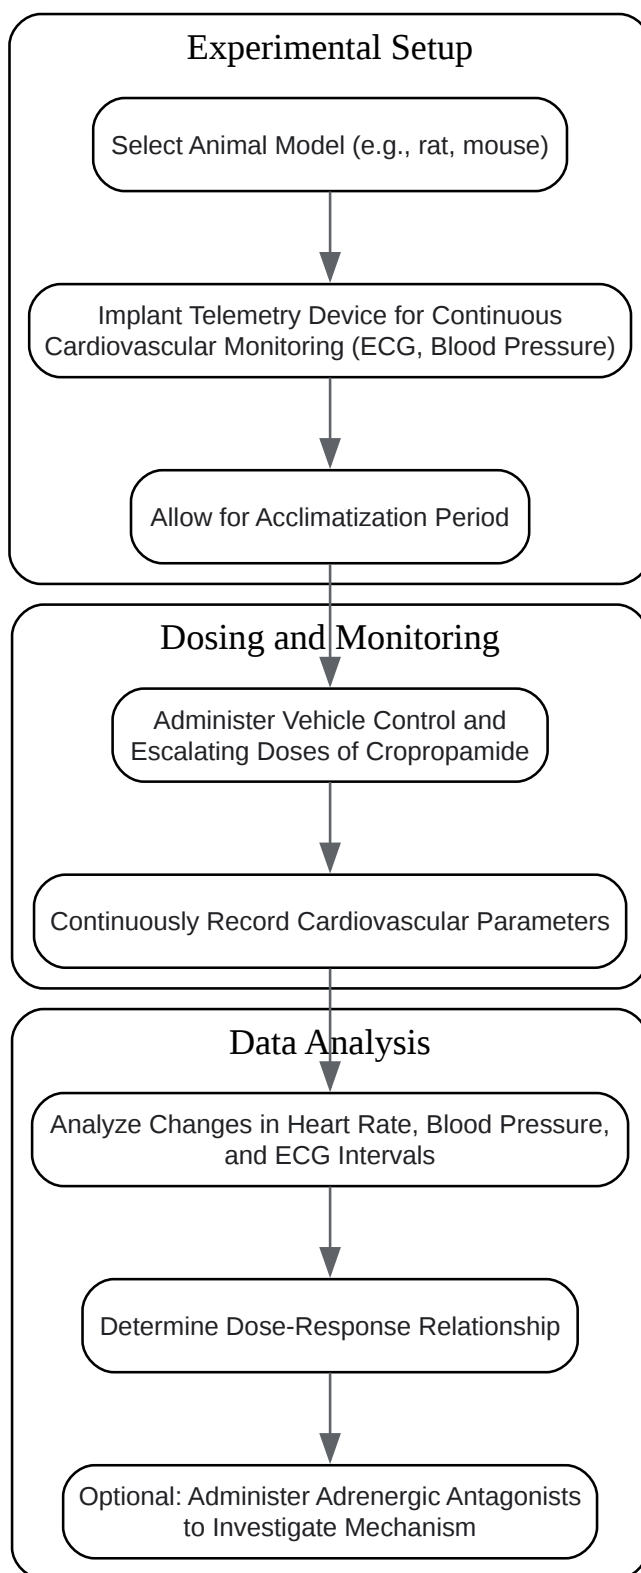 Experimental Setup
Select Animal Model (e.g., rat, mouse)
Implant Telemetry Device for Continuous
Cardiovascular Monitoring (ECG, Blood Pressure)
Allow for Acclimatization Period
Dosing and Monitoring
Administer Vehicle Control and
Escalating Doses of Cropropamide
Continuously Record Cardiovascular Parameters
Data Analysis
Analyze Changes in Heart Rate, Blood Pressure,
and ECG Intervals
Determine Dose-Response Relationship
Optional: Administer Adrenergic Antagonists
to Investigate Mechanism